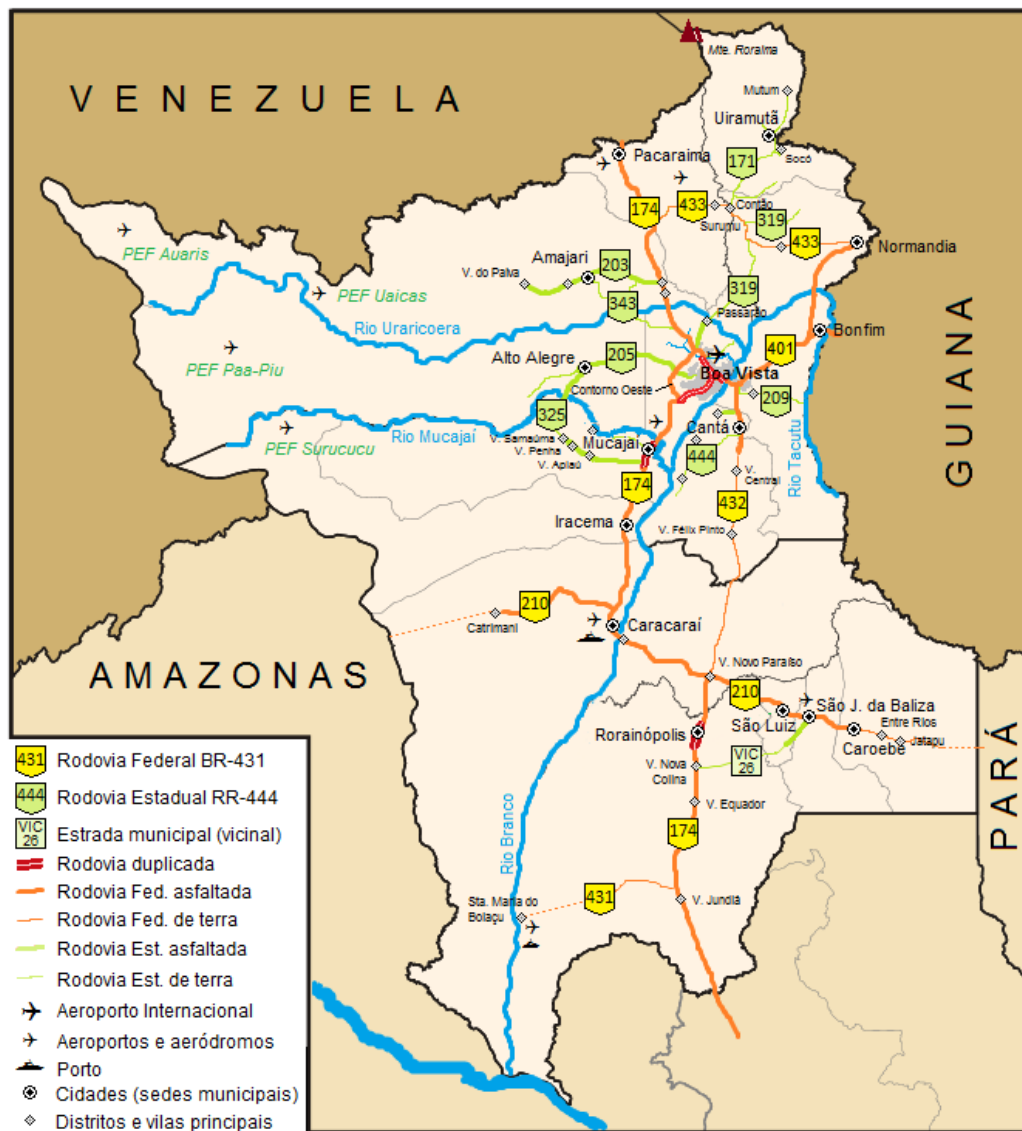 VENEZUELA
Mte. Roraima
Mutum
Uiramutã
Socó
171
Pacaraima
174
433
Contão
Surumu
319
433
Normandia
PEF Auaris
Amajari
203
V. do Paiva
PEF Uaicas
343
319
Passarão
Rio Uraricoera
Bonfim
401
GUIANA
Alto Alegre
205
Boa Vista
PEF Paa-Piu
Contorno Oeste
209
325
Rio Mucajaí
Cantá
PEF Surucucu
V. Samaúma
Mucajaí
V. Penha
V. Apiaú
444
Rio Tacutu
V. Central
174
432
Iracema
V. Félix Pinto
210
Catrimani
Caracaraí
AMAZONAS
V. Novo Paraíso
210
São J. da Baliza
São Luiz
Entre Rios
Jatapu
Caroebe
Rorainópolis
VIC 26
V. Nova Colina
V. Equador
PARÁ
Rio Branco
174
431
Sta. Maria do Boiaçu
V. Jundiá
431 Rodovia Federal BR-431
444 Rodovia Estadual RR-444
VIC 26 Estrada municipal (vicinal)
Rodovia duplicada
Rodovia Fed. asfaltada
Rodovia Fed. de terra
Rodovia Est. asfaltada
Rodovia Est. de terra
Aeroporto Internacional
Aeroportos e aeródromos
Porto
Cidades (sedes municipais)
Distritos e vilas principais